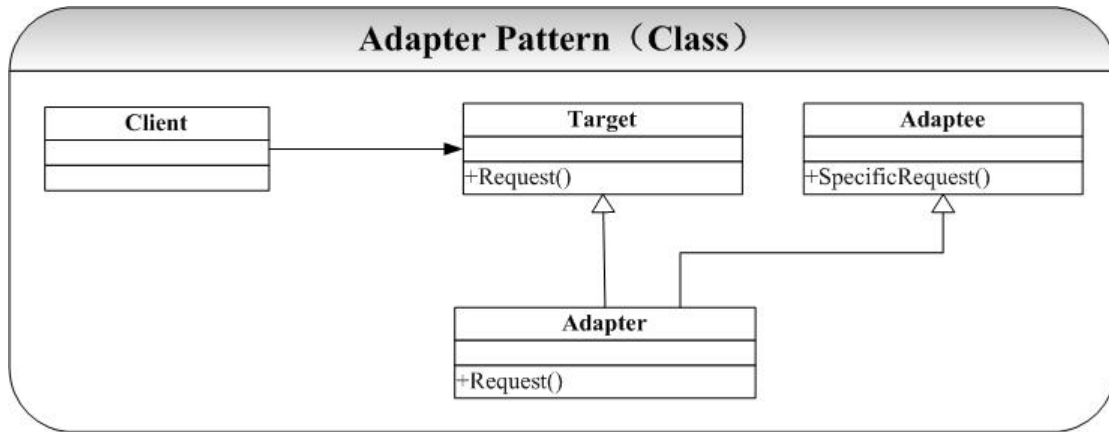 Adapter Pattern（Class）
Client
Target
+Request()
Adaptee
+SpecificRequest()
Adapter
+Request()